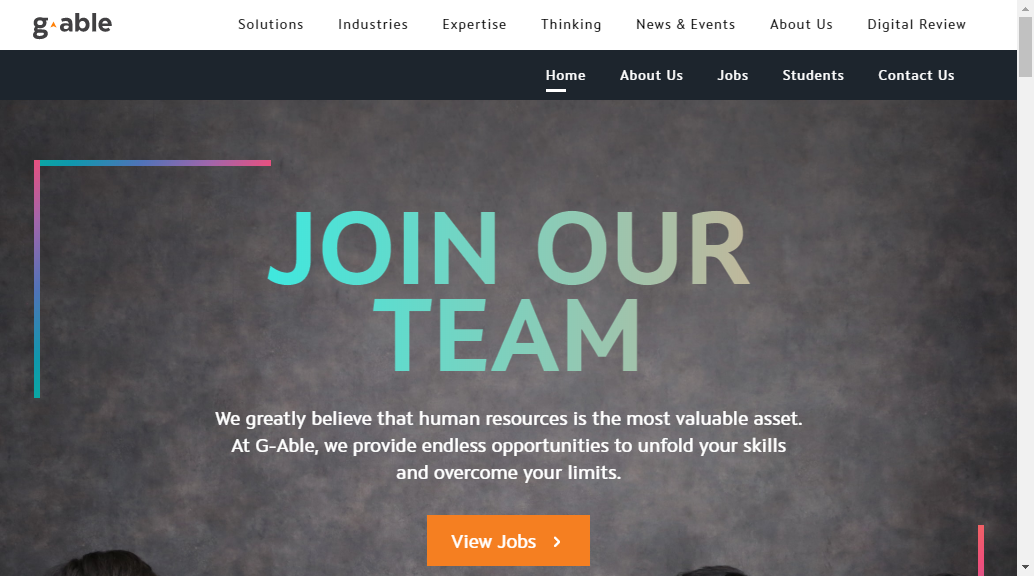 g able
Solutions Industries Expertise Thinking News & Events About Us Digital Review
Home About Us Jobs Students Contact Us
JOIN OUR
TEAM
We greatly believe that human resources is the most valuable asset.
At G-Able, we provide endless opportunities to unfold your skills
and overcome your limits.
View Jobs